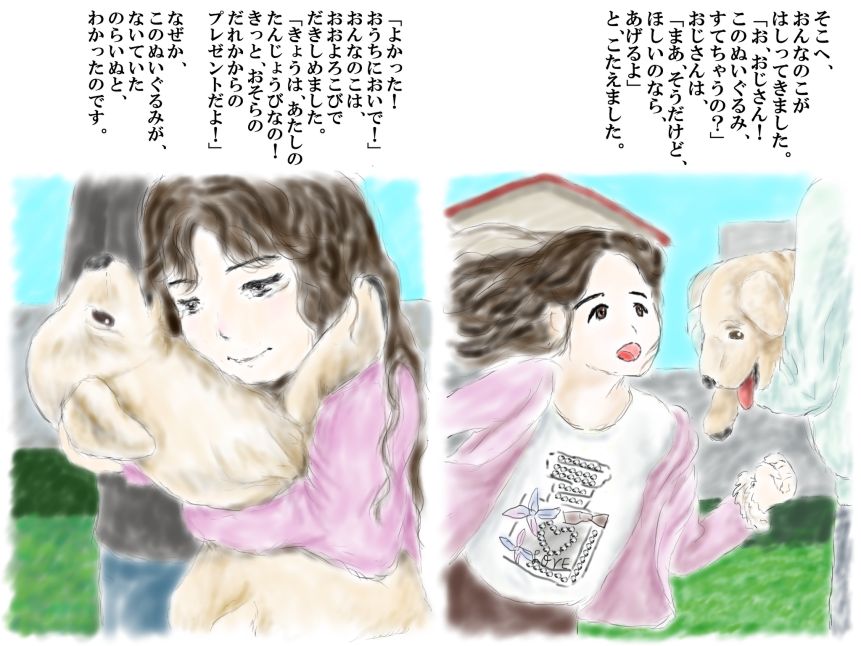 そこへ、
おんなのこが
はしってきました。
「お、おじさん！
このぬいぐるみ、
すてちゃうの？」
「まあ、そうだけど、
おじさんは、
ほしいのなら、
あげるよ」
と、こたえました。
「よかった！
おうちにおいで！」
おんなのこは、
おおよろこびで
だきしめました。
「きょうは、あたしの
たんじょうびなの！
きっと、おそらの
だれかからの
プレゼントだよ！」
なぜか、
このぬいぐるみが、
ないていた
のらいぬと、
わかったのです。
LOVE